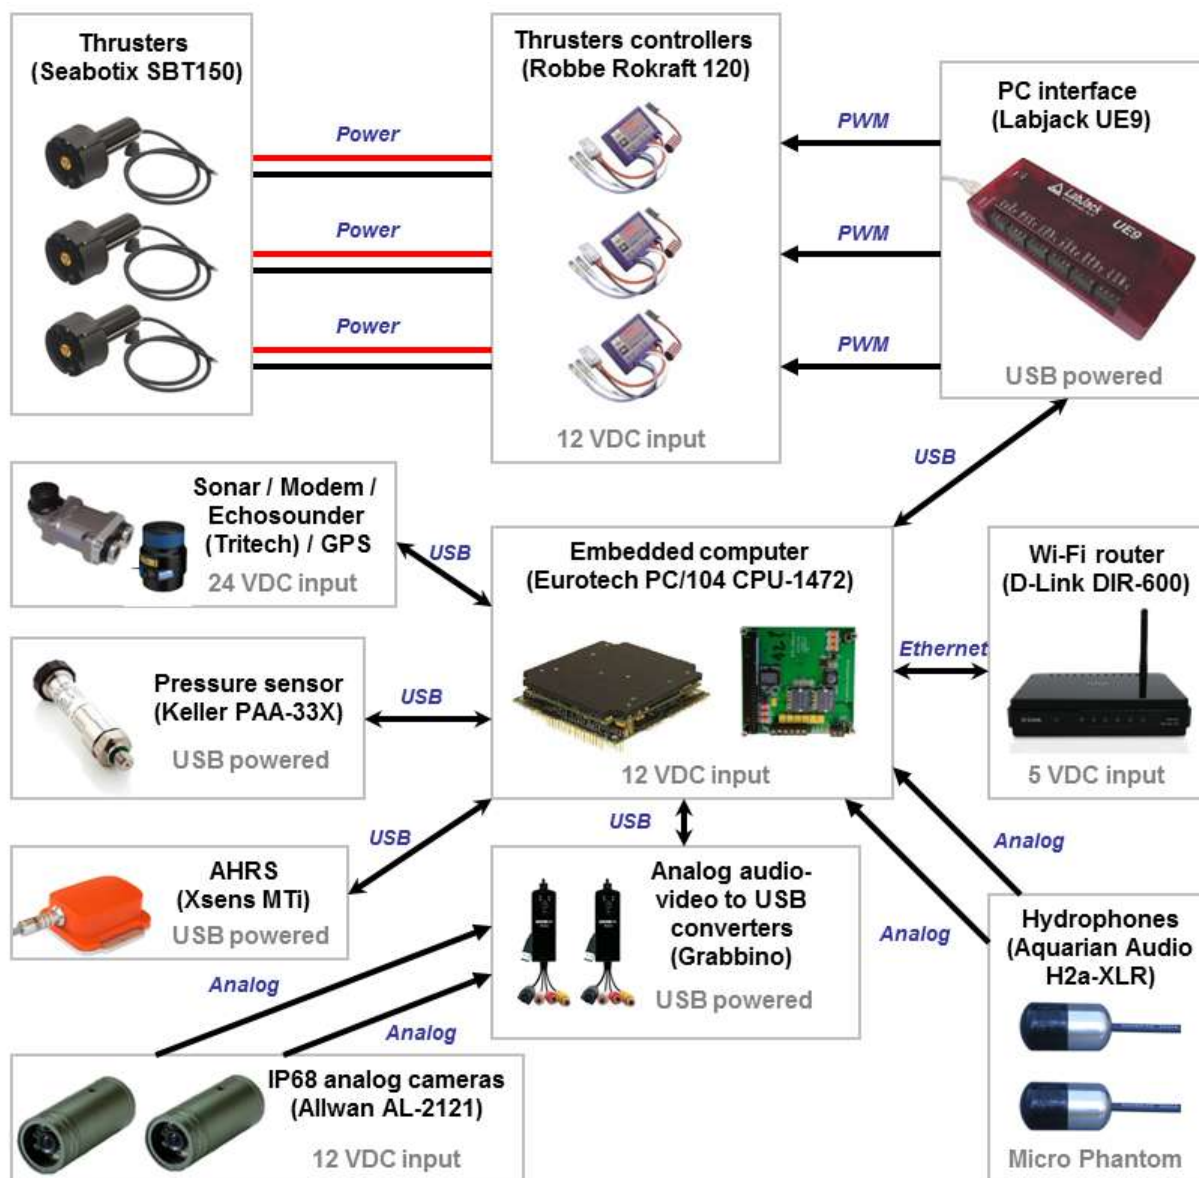 Thrusters
(Seabotix SBT150)
Thrusters controllers
(Robbe Rokraft 120)
12 VDC input
PC interface
(Labjack UE9)
LabJack
UE9
USB powered
Power
Power
Power
PWM
PWM
PWM
USB
Sonar / Modem /
Echosounder
(Tritech) / GPS
24 VDC input
USB
Embedded computer
(Eurotech PC/104 CPU-1472)
12 VDC input
Ethernet
Wi-Fi router
(D-Link DIR-600)
5 VDC input
Pressure sensor
(Keller PAA-33X)
USB powered
USB
AHRS
(Xsens MTi)
USB powered
USB
USB
Analog audio-
video to USB
converters
(Grabbino)
USB powered
Analog
Analog
IP68 analog cameras
(Allwan AL-2121)
12 VDC input
Analog
Analog
Hydrophones
(Aquarian Audio
H2a-XLR)
Micro Phantom